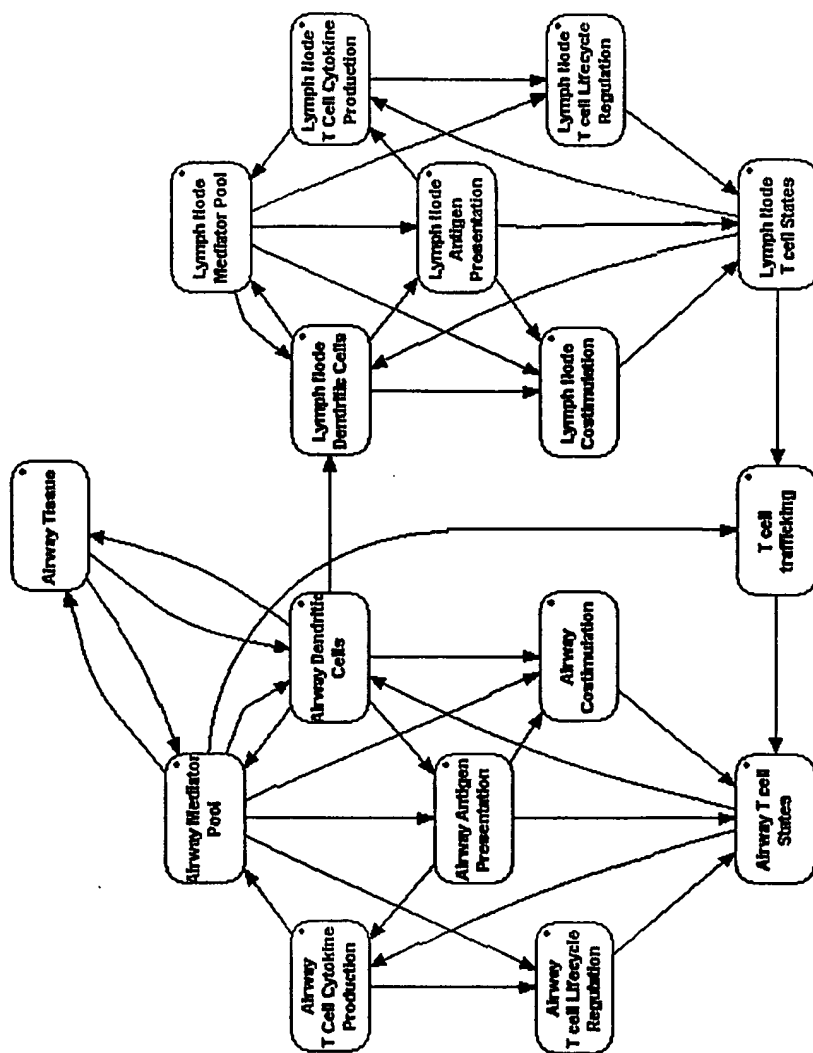 Airway Tissue
Airway Mediator
Pool
Airway Dendritic
Cells
Airway
T Cell Cytokine
Production
Airway Antigen
Presentation
Airway
Costimulation
Airway
T cell Lifecycle
Regulation
Airway T cell
States
T cell
trafficking
Lymph Node
Mediator Pool
Lymph Node
Dendritic Cells
Lymph Node
T Cell Cytokine
Production
Lymph Node
Antigen
Presentation
Lymph Node
Costimulation
Lymph Node
T cell Lifecycle
Regulation
Lymph Node
T cell States